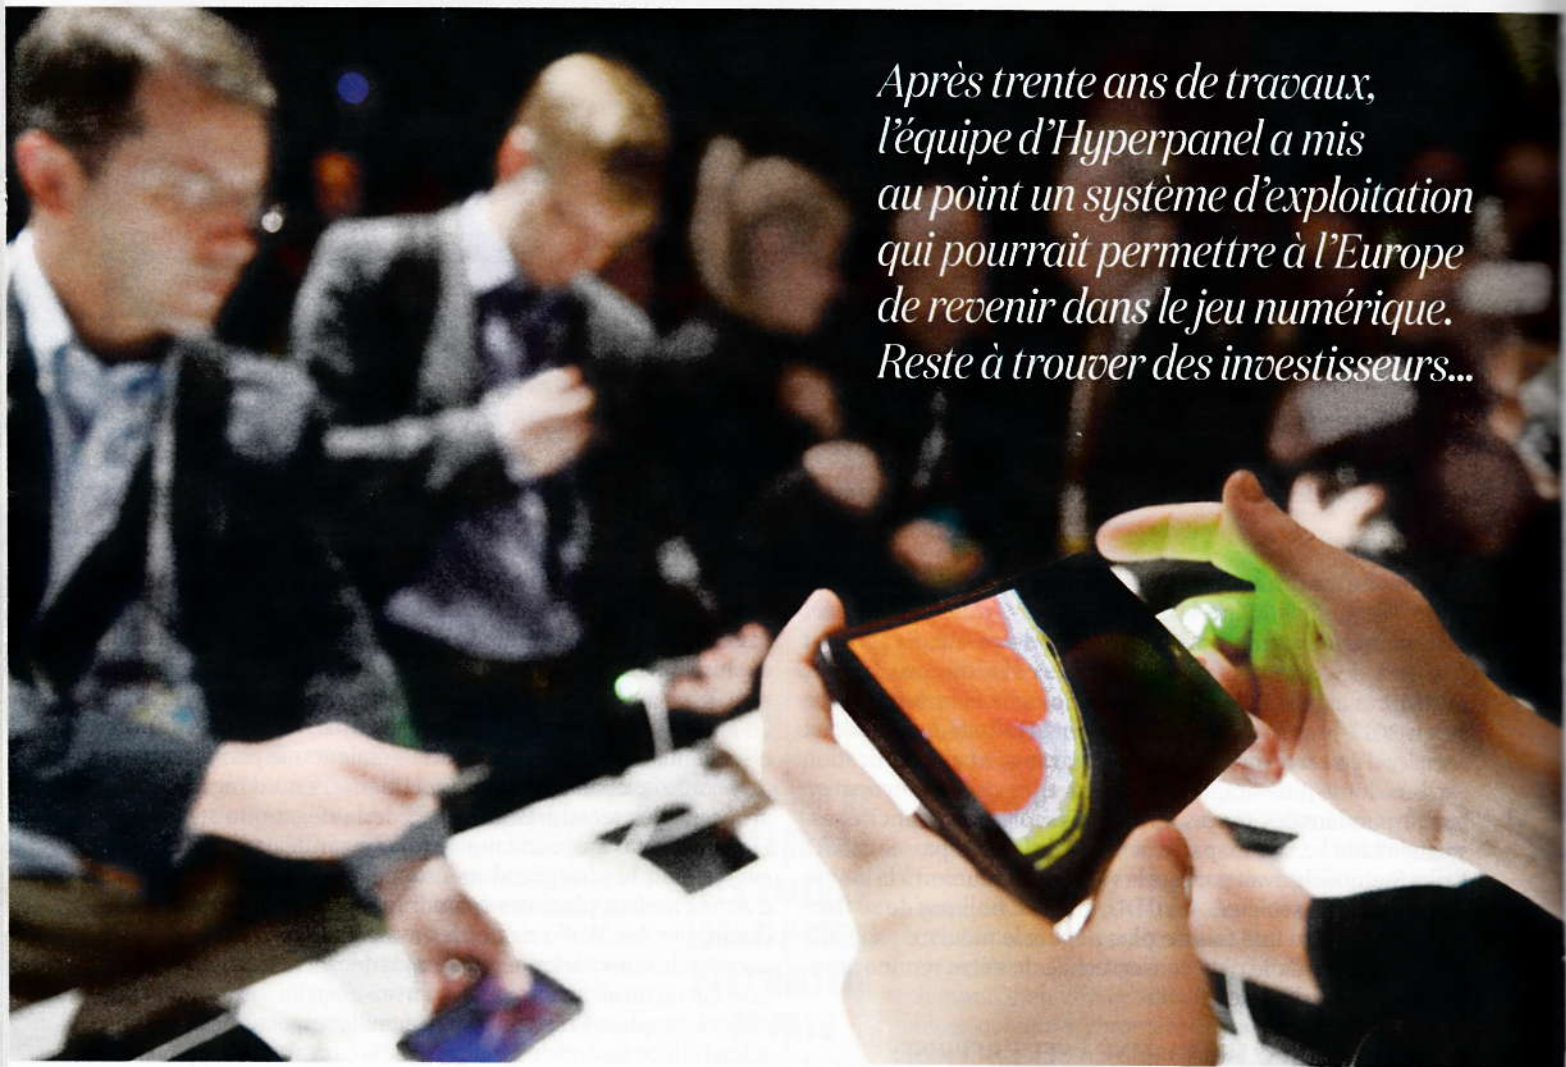 Après trente ans de travaux,
l'équipe d'Hyperpanel a mis
au point un système d'exploitation
qui pourrait permettre à l'Europe
de revenir dans le jeu numérique.
Reste à trouver des investisseurs...